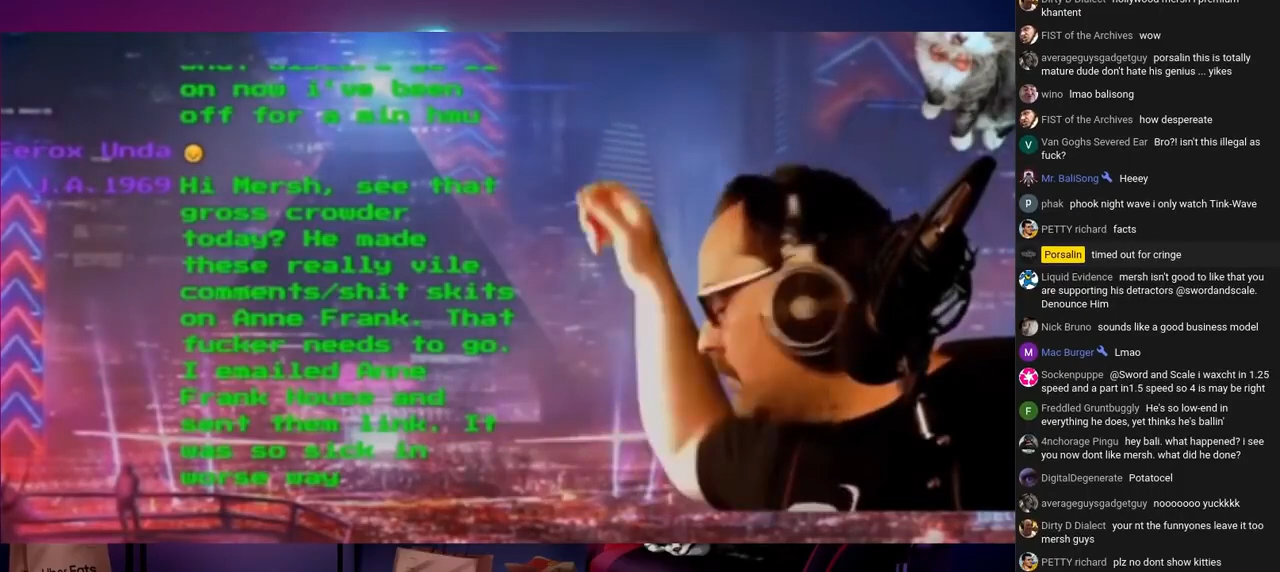 on now i've been
off for a min hmu
Ferox Unda 😞
J.A.1969 Hi Mersh, see that
gross crowder
today? He made
these really vile
comments/shit skits
on Anne Frank. That
fucker needs to go.
I emailed Anne
Frank House and
sent them link. It
was so sick in
worse way
Uber Eats
khantent
FIST of the Archives wow
averageguysgadgetguy porsalin this is totally
mature dude don't hate his genius ... yikes
wino lmao balisong
FIST of the Archives how desperate
Van Goghs Severed Ear Bro?! isn't this illegal as
fuck?
Mr. BaliSong Heeey
phak phook night wave i only watch Tink-Wave
PETTY richard facts
Porsalin timed out for cringe
Liquid Evidence mersh isn't good to like that you
are supporting his detractors @swordandscale.
Denounce Him
Nick Bruno sounds like a good business model
Mac Burger Lmao
Sockenpuppe @Sword and Scale i waxcht in 1.25
speed and a part in1.5 speed so 4 is may be right
Freddled Gruntbuggly He's so low-end in
everything he does, yet thinks he's ballin'
4nchorage Pingu hey bali. what happened? i see
you now dont like mersh. what did he done?
DigitalDegenerate Potatocel
averageguysgadgetguy nooooooo yuckkkk
Dirty D Dialect your nt the funnyones leave it too
mersh guys
PETTY richard plz no dont show kitties